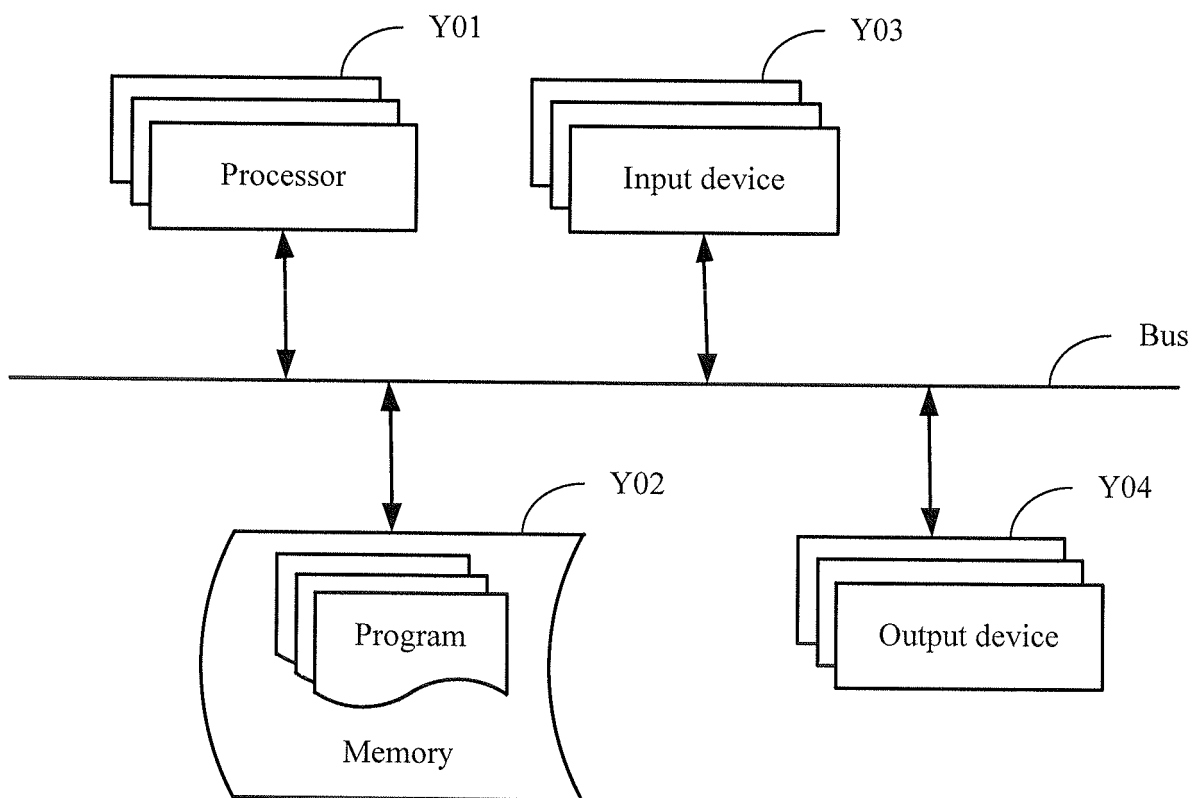 Y01
Y03
Processor
Input device
Bus
Y02
Y04
Program
Output device
Memory